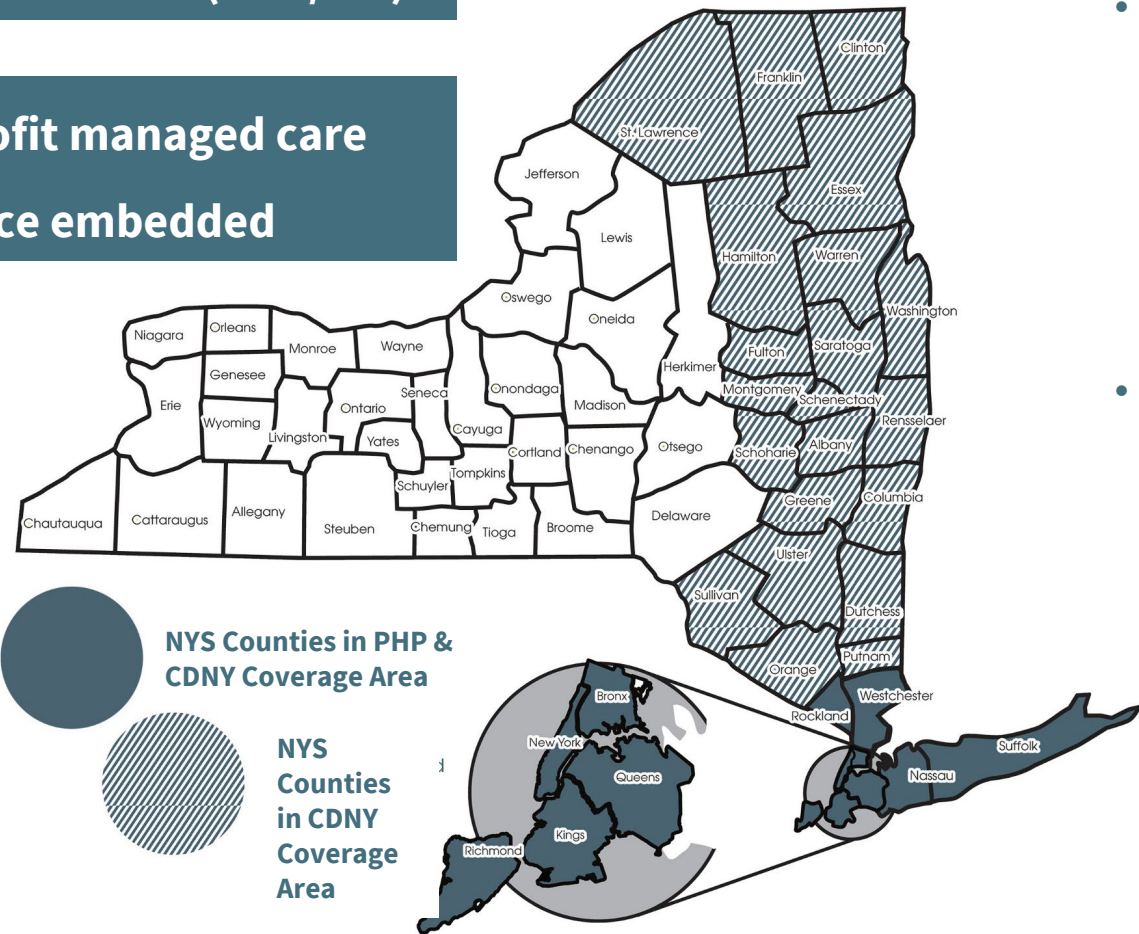 ofit managed care
ce embedded
Clinton
Franklin
St. Lawrence
Jefferson
Essex
Lewis
Hamilton
Warren
Oswego
Oneida
Washington
Niagara
Orleans
Monroe
Wayne
Herkimer
Fulton
Saratoga
Genesee
Seneca
Onondaga
Madison
Montgomery
Schenectady
Erie
Ontario
Rensselaer
Wyoming
Livingston
Yates
Cayuga
Cortland
Chenango
Otsego
Schoharie
Albany
Tompkins
Schuyler
Greene
Columbia
Chautauqua
Cattaraugus
Allegany
Steuben
Chemung
Tioga
Broome
Delaware
Ulster
Sullivan
Dutchess
NYS Counties in PHP &
CDNY Coverage Area
Orange
Putnam
Westchester
Rockland
Bronx
New York
Queens
Suffolk
Nassau
NYS
Counties
in CDNY
Coverage
Area
d
Kings
Richmond